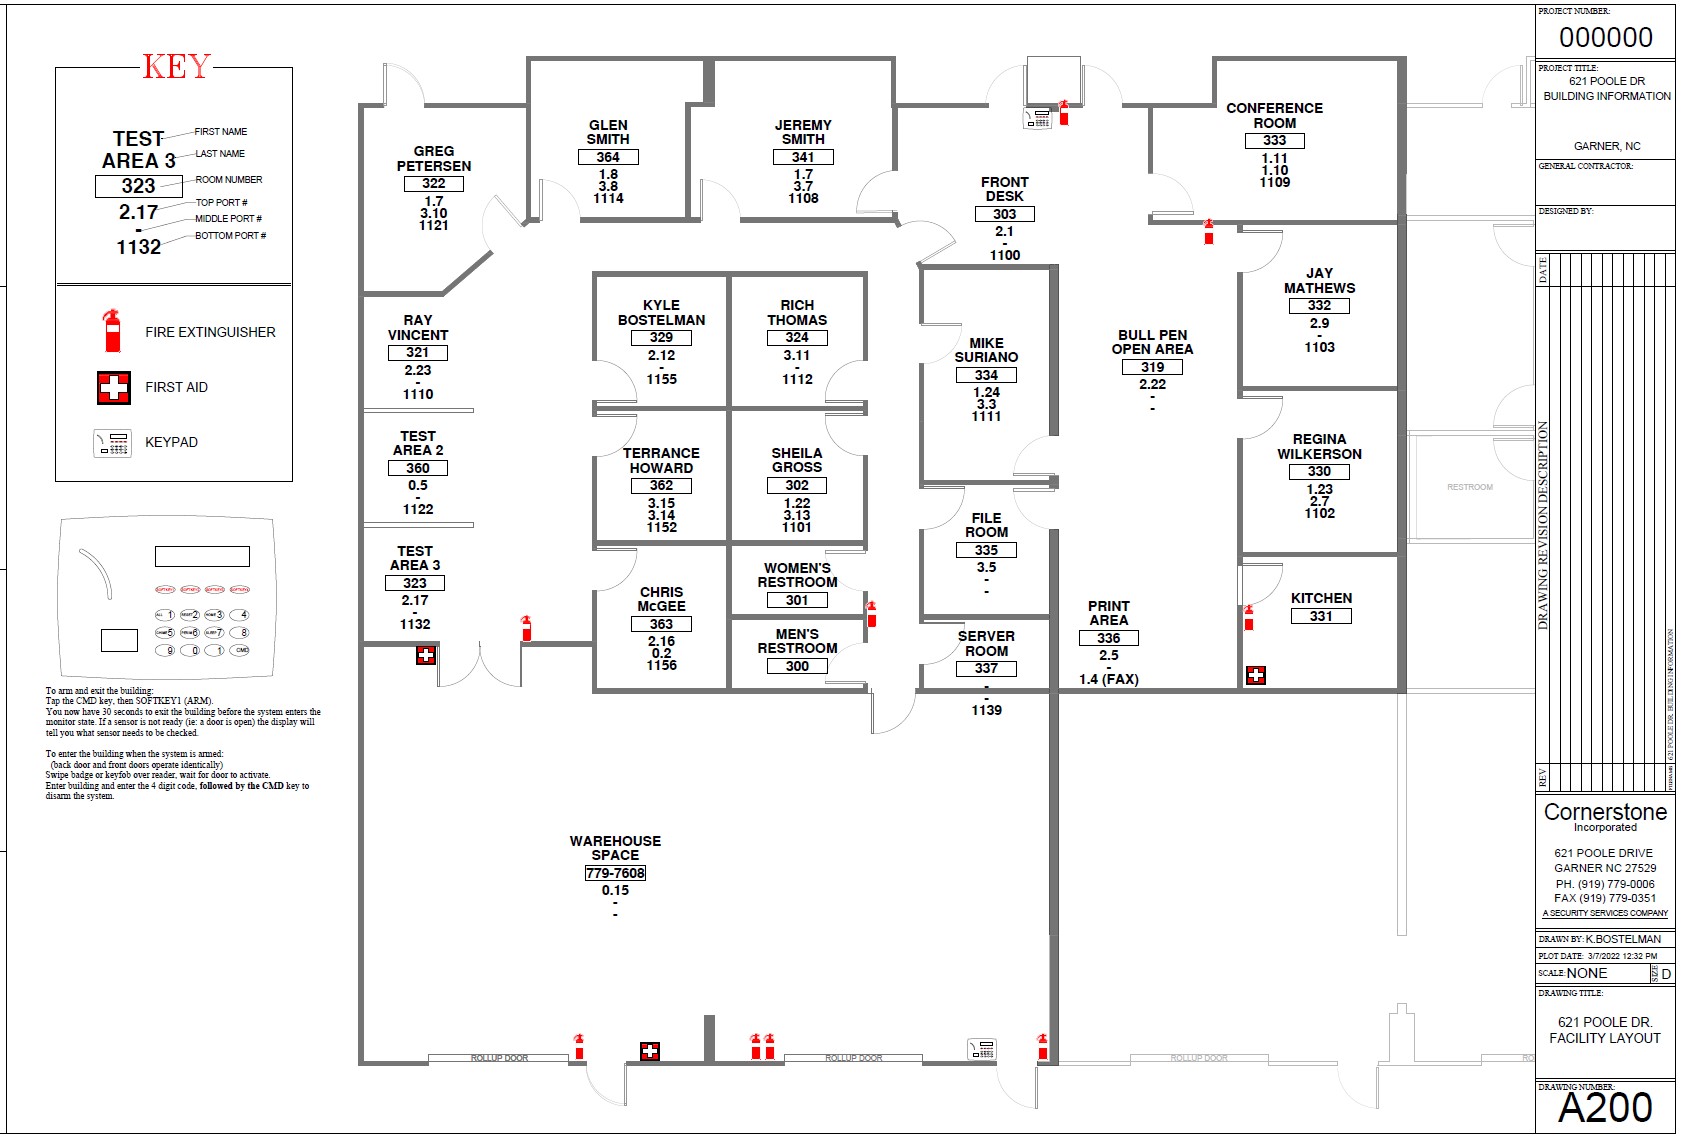 KEY
TEST
AREA 3
323
2.17
-
1132
FIRST NAME
LAST NAME
ROOM NUMBER
TOP PORT #
MIDDLE PORT #
BOTTOM PORT #
FIRE EXTINGUISHER
FIRST AID
KEYPAD
To arm and exit the building:
Tap the CMD key, then SOFTKEY1 (ARM).
You now have 30 seconds to exit the building before the system enters the
monitor state. If a sensor is not ready (ie: a door is open) the display will
tell you what sensor needs to be checked.
To enter the building when the system is armed:
(back door and front doors operate identically)
Swipe badge or keyfob over reader, wait for door to activate.
Enter building and enter the 4 digit code, followed by the CMD key to
disarm the system.
GREG
PETERSEN
322
1.7
3.10
1121
GLEN
SMITH
364
1.8
3.8
1114
JEREMY
SMITH
341
1.7
3.7
1108
FRONT
DESK
303
2.1
-
1100
CONFERENCE
ROOM
333
1.11
1.10
1109
RAY
VINCENT
321
2.23
-
1110
KYLE
BOSTELMAN
329
2.12
-
1155
RICH
THOMAS
324
3.11
-
1112
MIKE
SURIANO
334
1.24
3.3
1111
BULL PEN
OPEN AREA
319
2.22
-
-
JAY
MATHEWS
332
2.9
-
1103
TEST
AREA 2
360
0.5
-
1122
TERRANCE
HOWARD
362
3.15
3.14
1152
SHEILA
GROSS
302
1.22
3.13
1101
FILE
ROOM
335
3.5
-
-
REGINA
WILKERSON
330
1.23
2.7
1102
RESTROOM
TEST
AREA 3
323
2.17
-
1132
CHRIS
McGEE
363
2.16
0.2
1156
WOMEN'S
RESTROOM
301
MEN'S
RESTROOM
300
SERVER
ROOM
337
-
-
1139
PRINT
AREA
336
2.5
-
1.4 (FAX)
KITCHEN
331
WAREHOUSE
SPACE
779-7608
0.15
-
-
ROLLUP DOOR
ROLLUP DOOR
ROLLUP DOOR
RO
PROJECT NUMBER:
000000
PROJECT TITLE:
621 POOLE DR
BUILDING INFORMATION
GARNER, NC
GENERAL CONTRACTOR:
DESIGNED BY:
DATE
DRAWING REVISION DESCRIPTION
REV
621 POOLE DR. BUILDING INFORMATION
Cornerstone
Incorporated
621 POOLE DRIVE
GARNER NC 27529
PH. (919) 779-0006
FAX (919) 779-0351
A SECURITY SERVICES COMPANY
DRAWN BY: K.BOSTELMAN
PLOT DATE: 3/7/2022 12:32 PM
SCALE: NONE
SIZE D
DRAWING TITLE:
621 POOLE DR.
FACILITY LAYOUT
DRAWING NUMBER:
A200